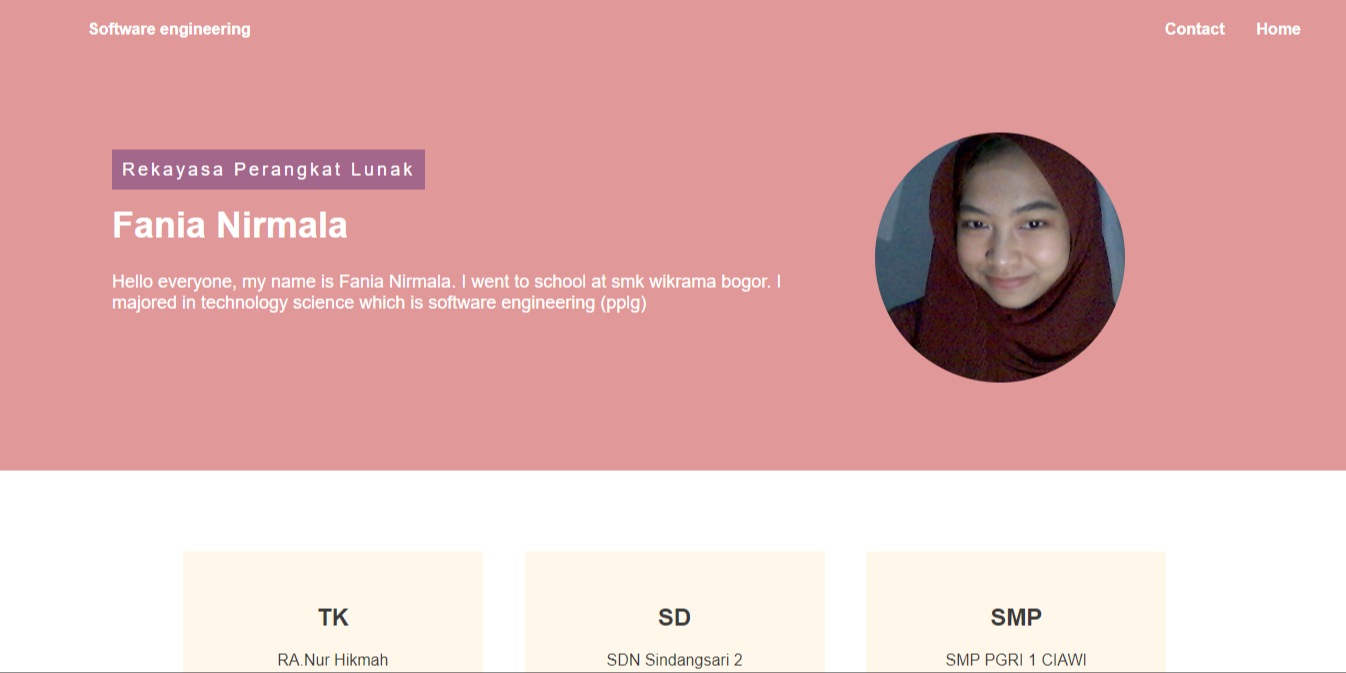 Software engineering
Contact Home
Rekayasa Perangkat Lunak
Fania Nirmala
Hello everyone, my name is Fania Nirmala. I went to school at smk wikrama bogor. I
majored in technology science which is software engineering (pplg)
TK
RA.Nur Hikmah
SD
SDN Sindangsari 2
SMP
SMP PGRI 1 CIAWI